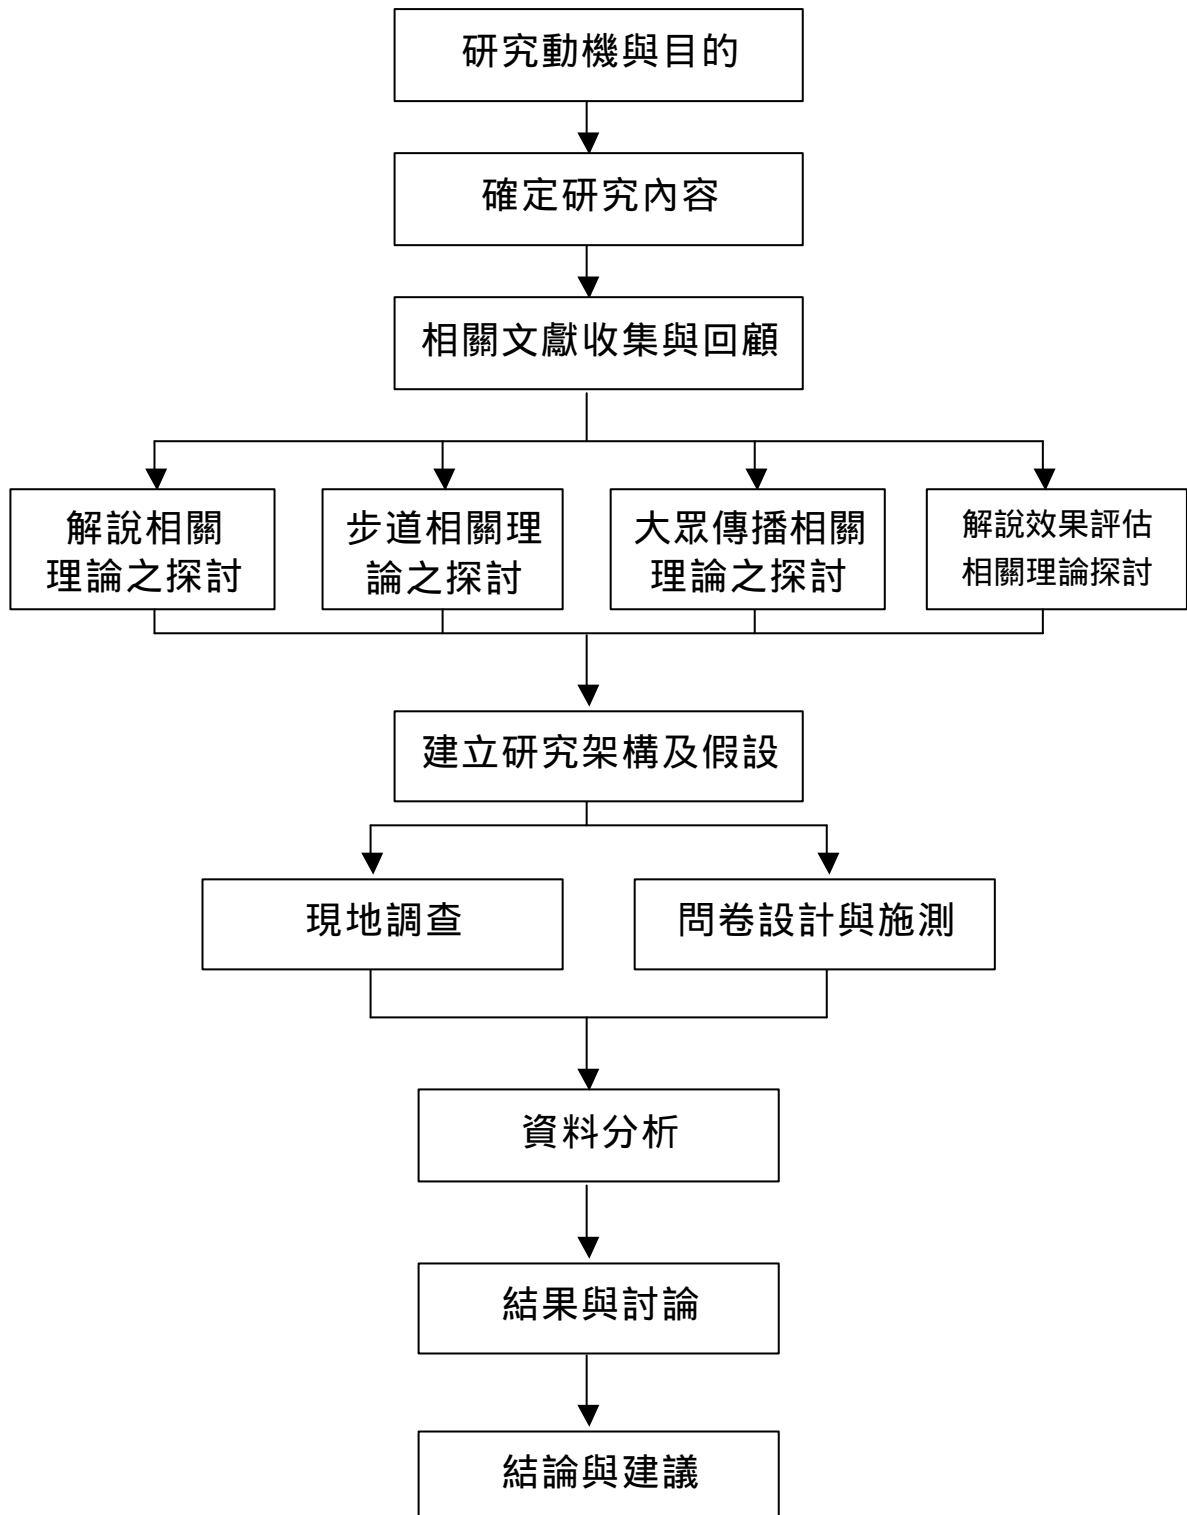 研究動機與目的
確定研究內容
相關文獻收集與回顧
解說相關
理論之探討
步道相關理
論之探討
大眾傳播相關
理論之探討
解說效果評估
相關理論探討
建立研究架構及假設
現地調查
問卷設計與施測
資料分析
結果與討論
結論與建議